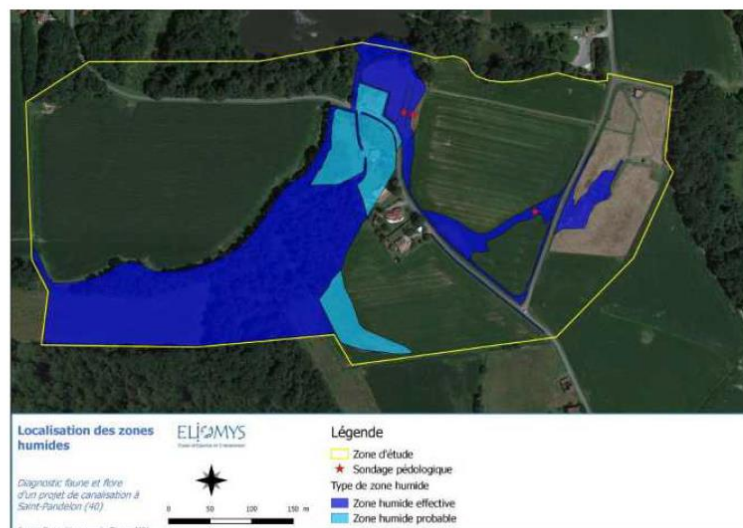 Localisation des zones
humides
ELIOMYS
Diagnostic faune et flore
d'un projet de canalisation à
Saint-Pandelon (40)
0 50 100 150 m
Légende
Zone d'étude
Sondage pédologique
Type de zone humide
Zone humide effective
Zone humide probable